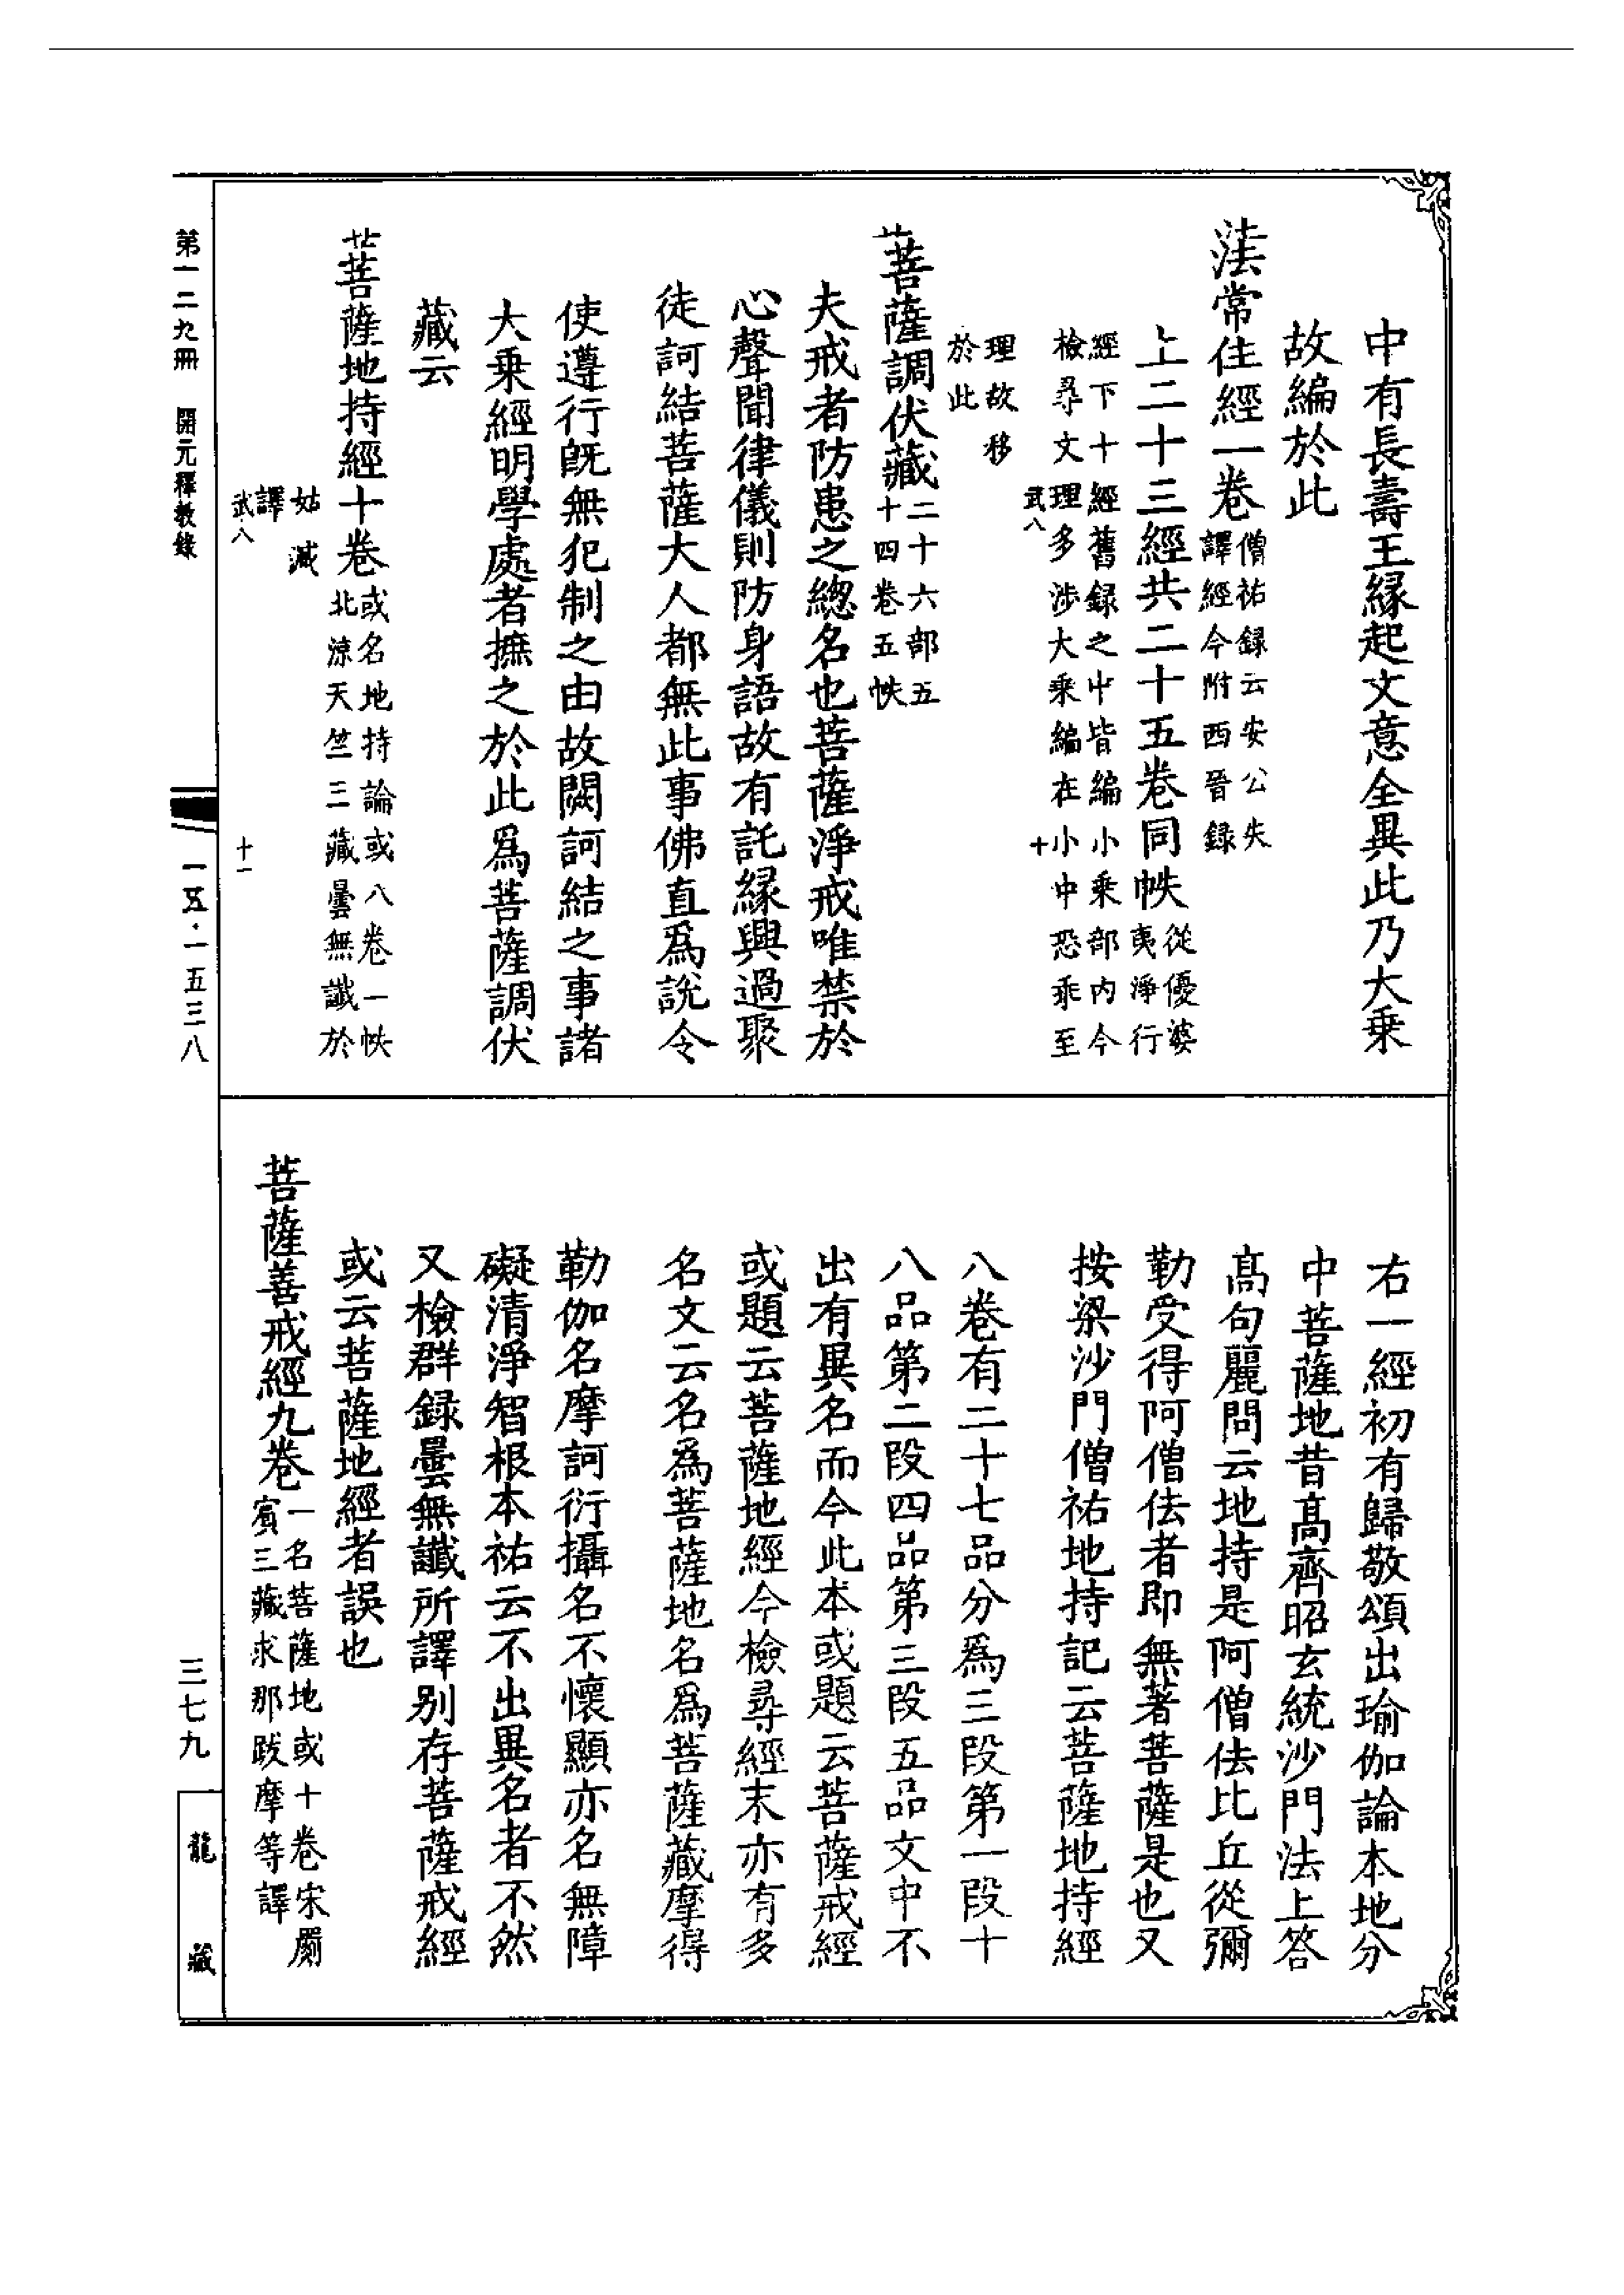 中有長壽王緣起文意全異此乃大乗
故編於此
法常住經一卷僧祐録云安公失譯經今附西晉録
上二十三經共二十五卷同帙從優婆夷淨行
經下十經舊録之中皆編小乗部內今檢尋文理多涉大乗編在小中恐乖至
武八 十
理故移於此
菩薩調伏藏二十六部五十四卷五帙
夫戒者防患之總名也菩薩淨戒唯禁於
心聲聞律儀則防身語故有託緣興過聚
徒訶結菩薩大人都無此事佛直爲說令
使遵行既無犯制之由故闕訶結之事諸
大乗經明學處者撫之於此爲菩薩調伏
藏云
菩薩地持經十卷或名地持論或八卷一帙北涼天竺三藏曇無讖於
姑臧譯
武八 十一
右一經初有歸敬頌出瑜伽論本地分
中菩薩地昔高齊昭玄統沙門法上答
高句麗問云地持是阿僧佉比丘從彌
勒受得阿僧佉者即無著菩薩是也又
按梁沙門僧祐地持記云菩薩地持經
八卷有二十七品分爲三段第一段十
八品第二段四品第三段五品文中不
出有異名而今此本或題云菩薩戒經
或題云菩薩地經今檢尋經末亦有多
名文云名爲菩薩地名爲菩薩藏摩得
勒伽名摩訶衍攝名不懷顯亦名無障
礙清淨智根本祐云不出異名者不然
又檢群録曇無讖所譯別存菩薩戒經
或云菩薩地經者誤也
菩薩善戒經九卷一名菩薩地或十卷宋罽賓三藏求那跋摩等譯
第一二九冊 開元釋教錄
一五·一五三八
三七九
龍藏